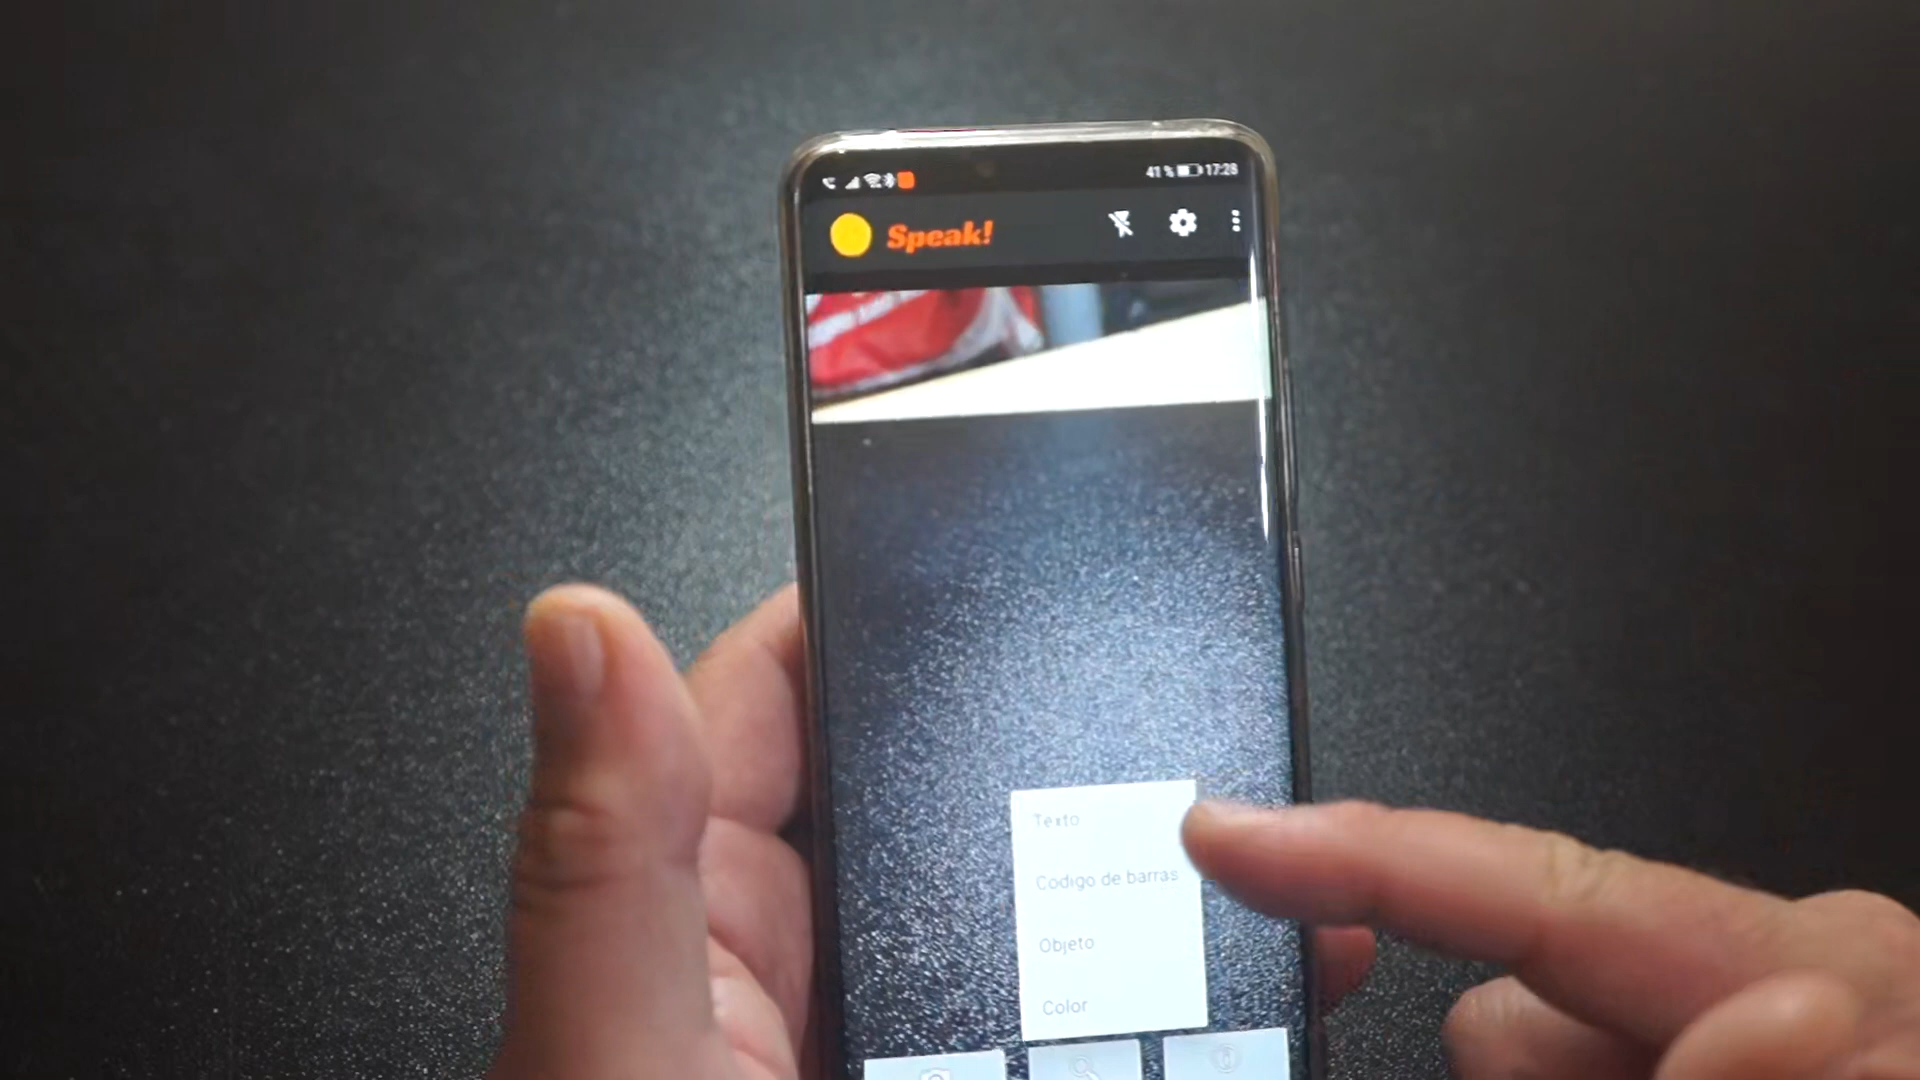 41 % 17:28
Speak!
Texto
Codigo de barras
Objeto
Color